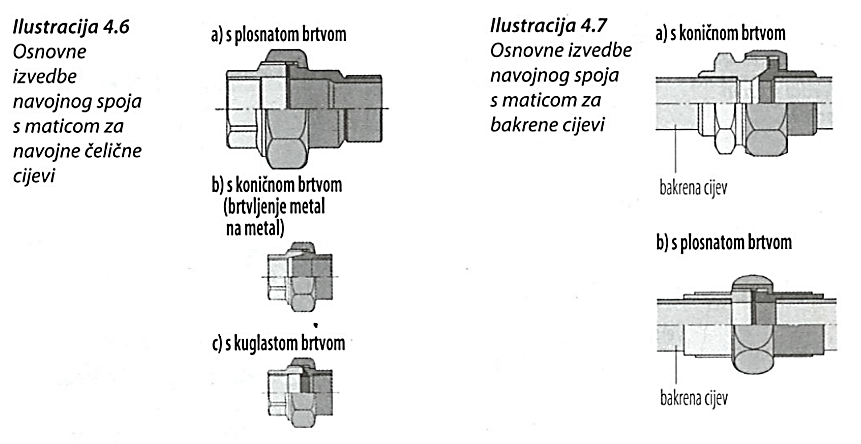 Ilustracija 4.6
Osnovne
izvedbe
navojnog spoja
s maticom za
navojne čelične
cijevi
a) s plosnatom brtvom
b) s koničnom brtvom
(brtvljenje metal
na metal)
c) s kuglastom brtvom
Ilustracija 4.7
Osnovne izvedbe
navojnog spoja
s maticom za
bakrene cijevi
a) s koničnom brtvom
bakrena cijev
b) s plosnatom brtvom
bakrena cijev